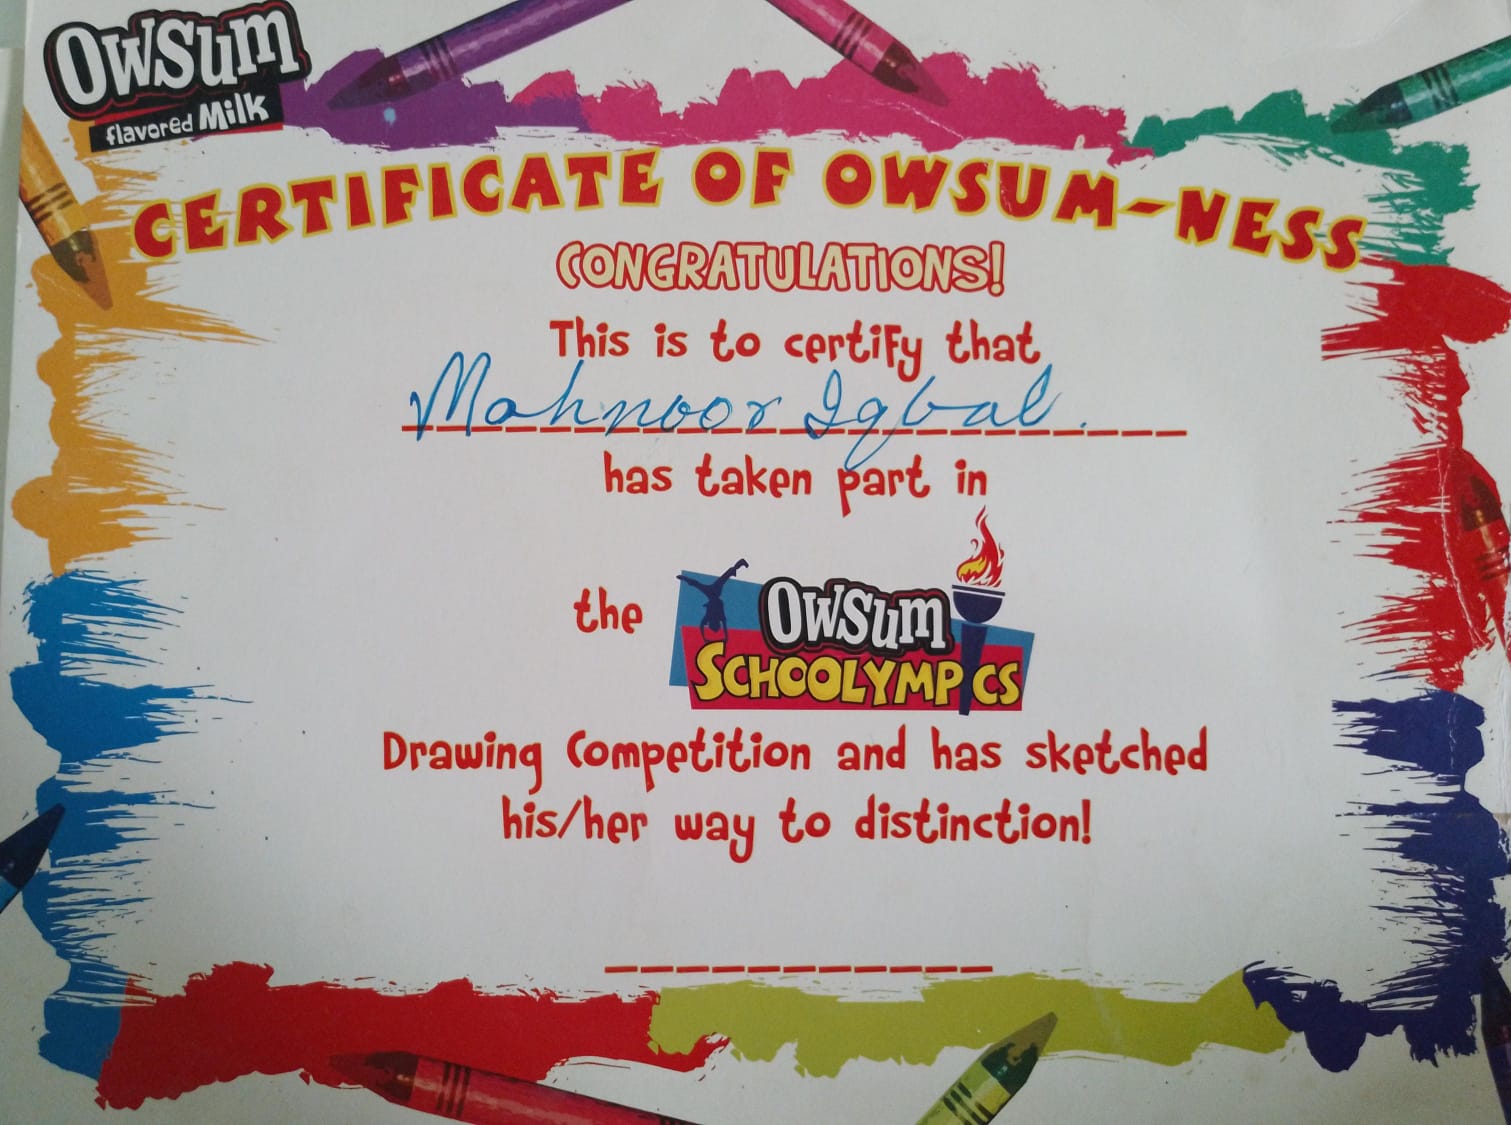 Owsum
flavored Milk
CERTIFICATE OF OWSUM-NESS
CONGRATULATIONS!
This is to certify that
Mahnoor Iqbal.
has taken part in
the Owsum
SCHOOLYMPICS
Drawing Competition and has sketched
his/her way to distinction!